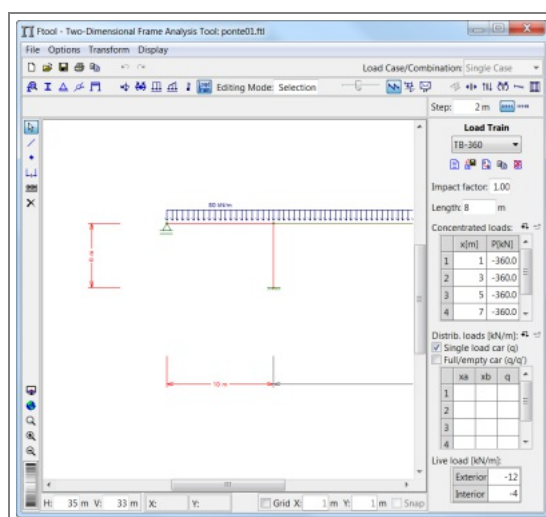 Ftool - Two-Dimensional Frame Analysis Tool: ponte01.ftl
File Options Transform Display
Load Case/Combination: Single Case
Editing Mode: Selection
Step: 2 m
Load Train
TB-360
Impact factor: 1.00
Length: 8 m
Concentrated loads:
x[m] P[kN]
1 1 -360.0
2 3 -360.0
3 5 -360.0
4 7 -360.0
Distrib. loads [kN/m]:
Single load car (q)
Full/empty car (q/q')
xa xb q
1
2
3
4
Live load [kN/m]:
Exterior -12
Interior -4
6 m
10 m
H: 35 m V: 33 m X: Y: Grid X: 1 m Y: 1 m Snap